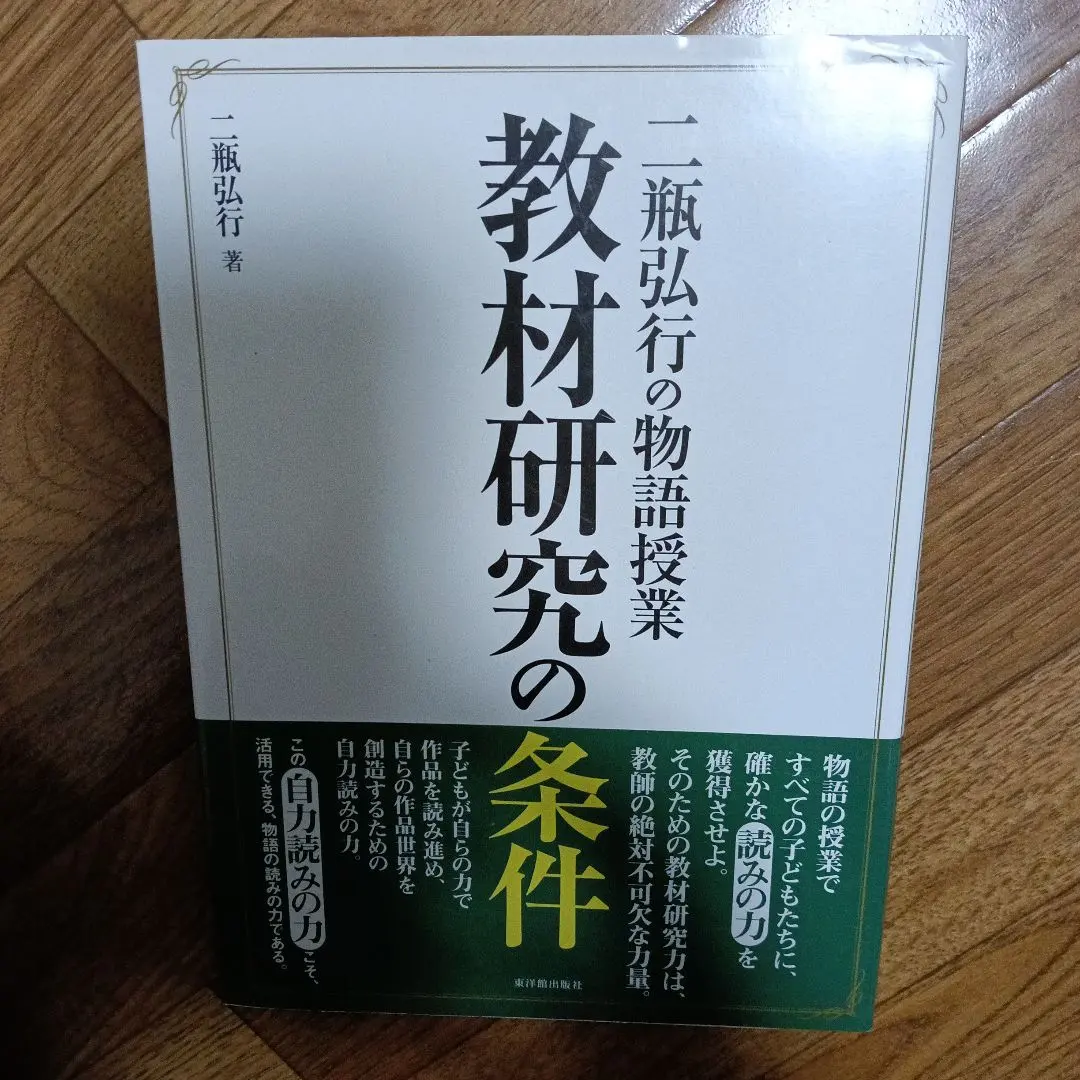 二瓶弘行の物語授業
教材研究の条件
二瓶弘行 著
物語の授業で
すべての子どもたちに、
確かな読みの力を
獲得させよ。
そのための教材研究力は、
教師の絶対不可欠な力量。
子どもが自らの力で
作品を読み進め、
自らの作品世界を
創造するための
自力読みの力。
この自力読みの力こそ、
活用できる、物語の読みの力である。
東洋館出版社